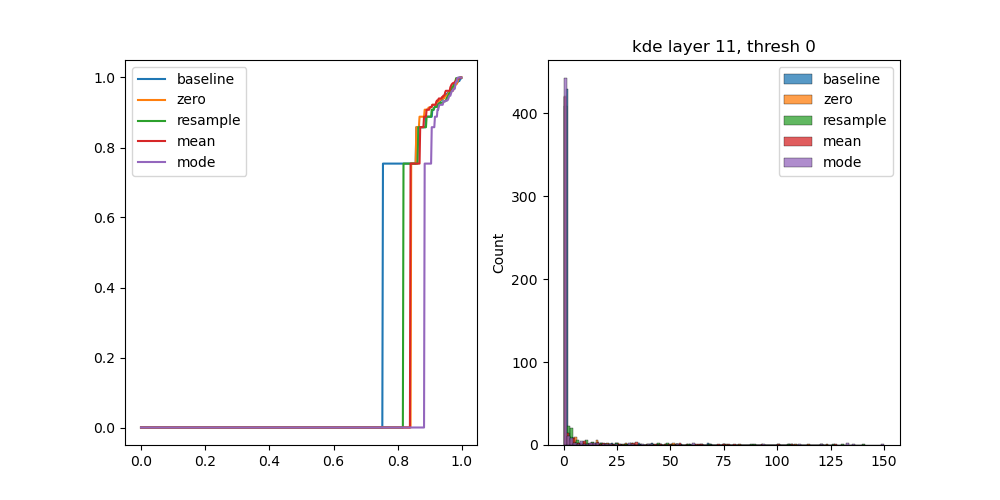 baseline
zero
resample
mean
mode
1.0
0.8
0.6
0.4
0.2
0.0
0.0 0.2 0.4 0.6 0.8 1.0
kde layer 11, thresh 0
baseline
zero
resample
mean
mode
Count
400
300
200
100
0
0 25 50 75 100 125 150